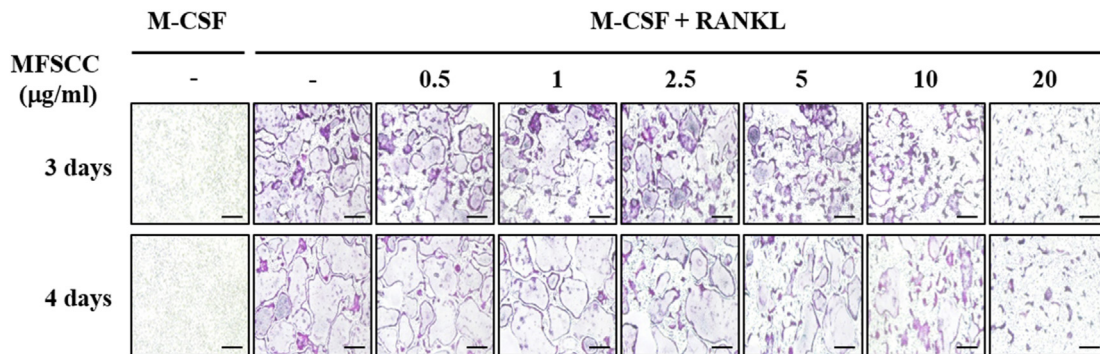 M-CSF M-CSF + RANKL
MFSCC
(μg/ml) - - 0.5 1 2.5 5 10 20
3 days
4 days